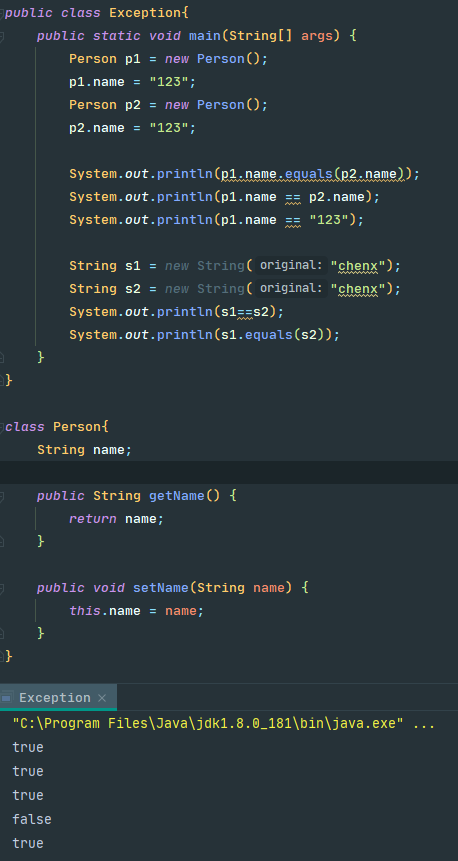 public class Exception{
public static void main(String[] args) {
Person p1 = new Person();
p1.name = "123";
Person p2 = new Person();
p2.name = "123";
System.out.println(p1.name.equals(p2.name));
System.out.println(p1.name == p2.name);
System.out.println(p1.name == "123");
String s1 = new String( original: "chenx");
String s2 = new String( original: "chenx");
System.out.println(s1==s2);
System.out.println(s1.equals(s2));
}
}
class Person{
String name;
public String getName() {
return name;
}
public void setName(String name) {
this.name = name;
}
}
Exception ×
"C:\Program Files\Java\jdk1.8.0_181\bin\java.exe" ...
true
true
true
false
true